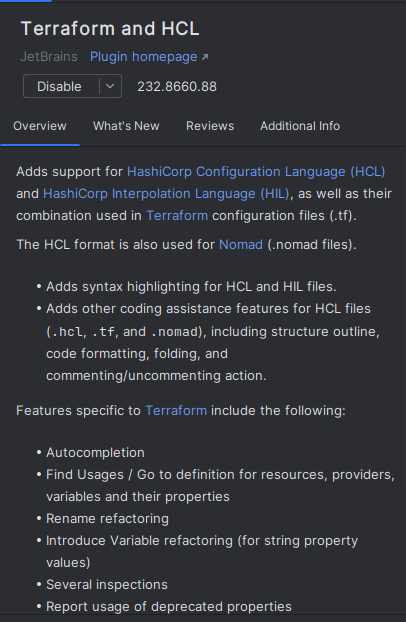 Terraform and HCL
JetBrains Plugin homepage ↗
Disable 232.8660.88
Overview What's New Reviews Additional Info
Adds support for HashiCorp Configuration Language (HCL)
and HashiCorp Interpolation Language (HIL), as well as their
combination used in Terraform configuration files (.tf).
The HCL format is also used for Nomad (.nomad files).
• Adds syntax highlighting for HCL and HIL files.
• Adds other coding assistance features for HCL files
(.hcl, .tf, and .nomad), including structure outline,
code formatting, folding, and
commenting/uncommenting action.
Features specific to Terraform include the following:
• Autocompletion
• Find Usages / Go to definition for resources, providers,
variables and their properties
• Rename refactoring
• Introduce Variable refactoring (for string property
values)
• Several inspections
• Report usage of deprecated properties